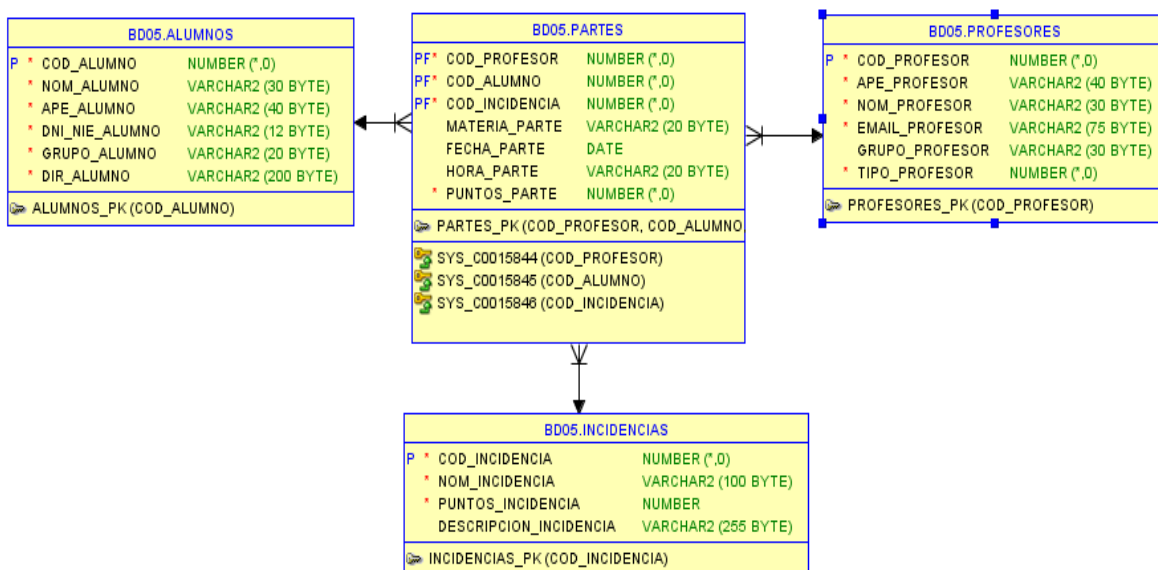 BD05.ALUMNOS
P * COD_ALUMNO NUMBER (*,0)
* NOM_ALUMNO VARCHAR2 (30 BYTE)
* APE_ALUMNO VARCHAR2 (40 BYTE)
* DNI_NIE_ALUMNO VARCHAR2 (12 BYTE)
* GRUPO_ALUMNO VARCHAR2 (20 BYTE)
* DIR_ALUMNO VARCHAR2 (200 BYTE)
ALUMNOS_PK (COD_ALUMNO)
BD05.PARTES
PF* COD_PROFESOR NUMBER (*,0)
PF* COD_ALUMNO NUMBER (*,0)
PF* COD_INCIDENCIA NUMBER (*,0)
MATERIA_PARTE VARCHAR2 (20 BYTE)
FECHA_PARTE DATE
HORA_PARTE VARCHAR2 (20 BYTE)
* PUNTOS_PARTE NUMBER (*,0)
PARTES_PK (COD_PROFESOR, COD_ALUMNO,
SYS_C0015844 (COD_PROFESOR)
SYS_C0015845 (COD_ALUMNO)
SYS_C0015846 (COD_INCIDENCIA)
BD05.PROFESORES
P * COD_PROFESOR NUMBER (*,0)
* APE_PROFESOR VARCHAR2 (40 BYTE)
* NOM_PROFESOR VARCHAR2 (30 BYTE)
* EMAIL_PROFESOR VARCHAR2 (75 BYTE)
GRUPO_PROFESOR VARCHAR2 (30 BYTE)
* TIPO_PROFESOR NUMBER (*,0)
PROFESORES_PK (COD_PROFESOR)
BD05.INCIDENCIAS
P * COD_INCIDENCIA NUMBER (*,0)
* NOM_INCIDENCIA VARCHAR2 (100 BYTE)
* PUNTOS_INCIDENCIA NUMBER
DESCRIPCION_INCIDENCIA VARCHAR2 (255 BYTE)
INCIDENCIAS_PK (COD_INCIDENCIA)